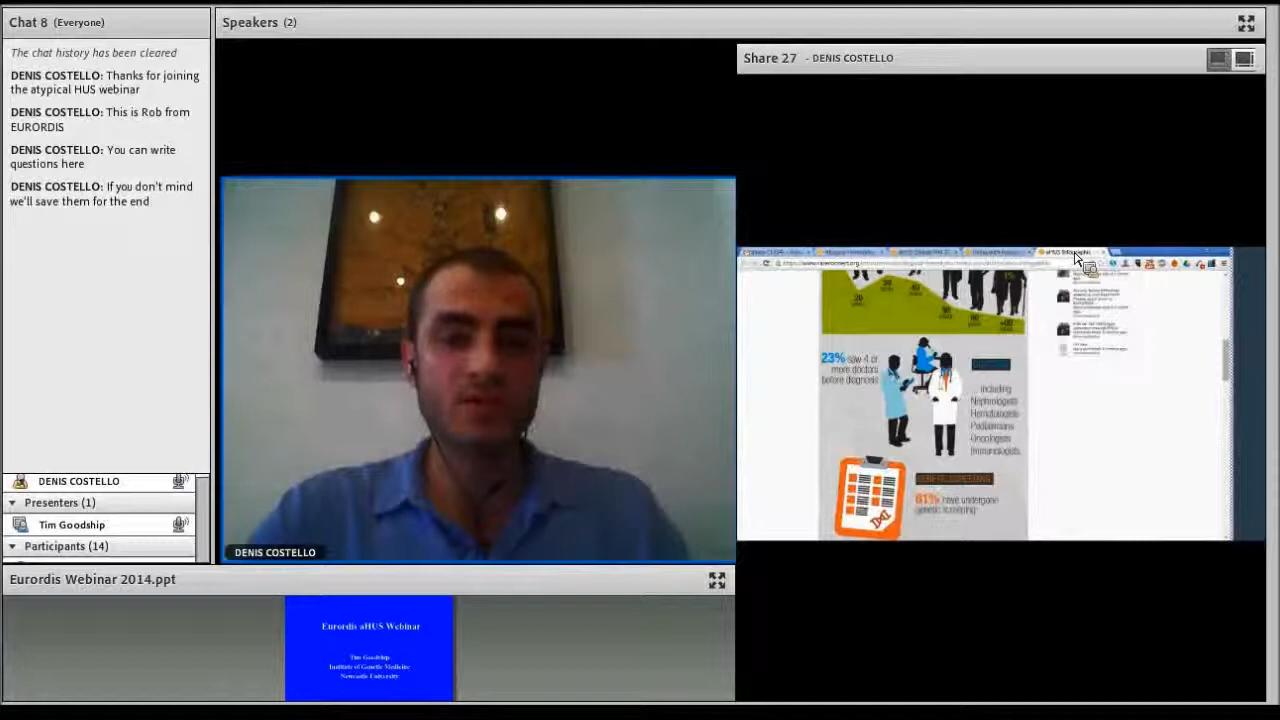 Chat 8 (Everyone)
The chat history has been cleared
DENIS COSTELLO: Thanks for joining
the atypical HUS webinar
DENIS COSTELLO: This is Rob from
EURORDIS
DENIS COSTELLO: You can write
questions here
DENIS COSTELLO: If you don't mind
we'll save them for the end
DENIS COSTELLO
Presenters (1)
Tim Goodship
Participants (14)
Speakers (2)
DENIS COSTELLO
Share 27 - DENIS COSTELLO
23% saw 4 or
more doctors
before diagnosis
including
Nephrologists
Hematologists
Pediatricians
Oncologists
Immunologists
61% have undergone
genetic screening
Eurordis Webinar 2014.ppt
Eurordis aHUS Webinar
Tim Goodship
Institute of Genetic Medicine
Newcastle University